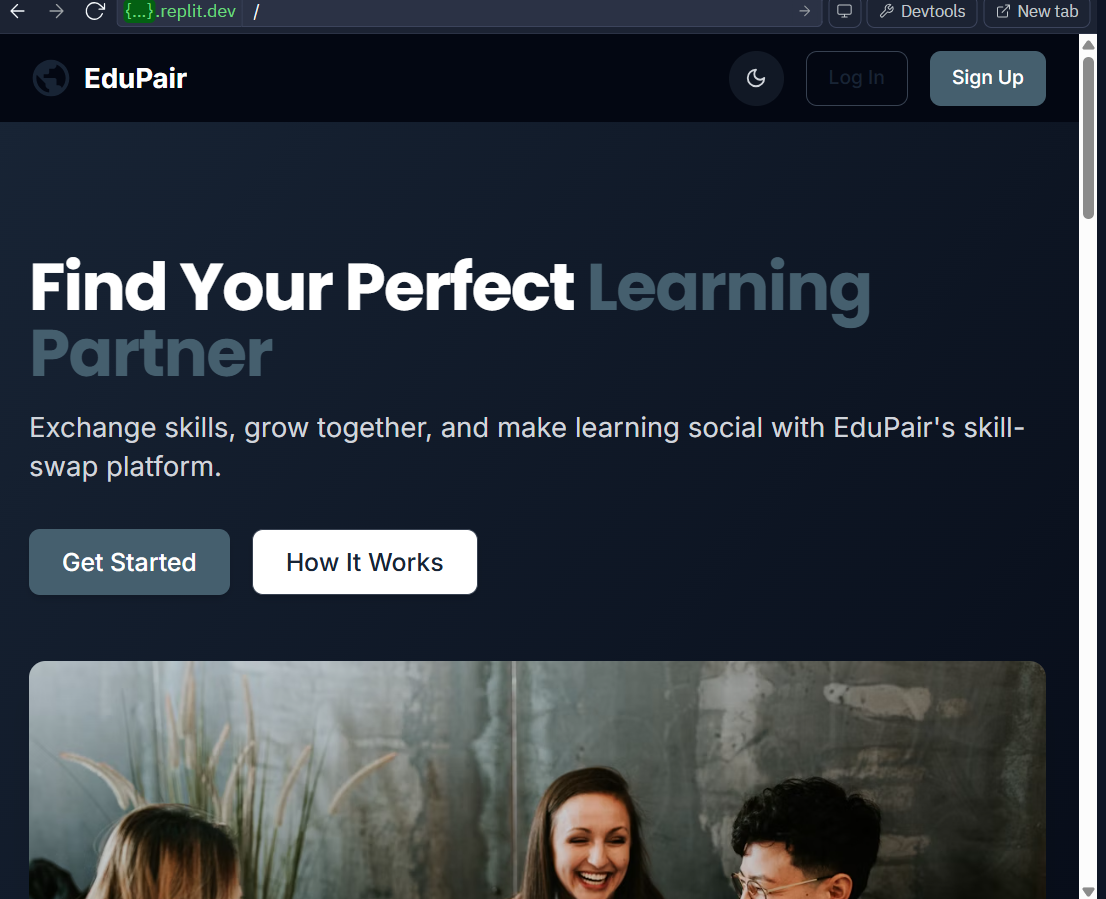 {...}.replit.dev /
Devtools
New tab
EduPair
Log In
Sign Up
Find Your Perfect Learning
Partner
Exchange skills, grow together, and make learning social with EduPair's skill-
swap platform.
Get Started
How It Works